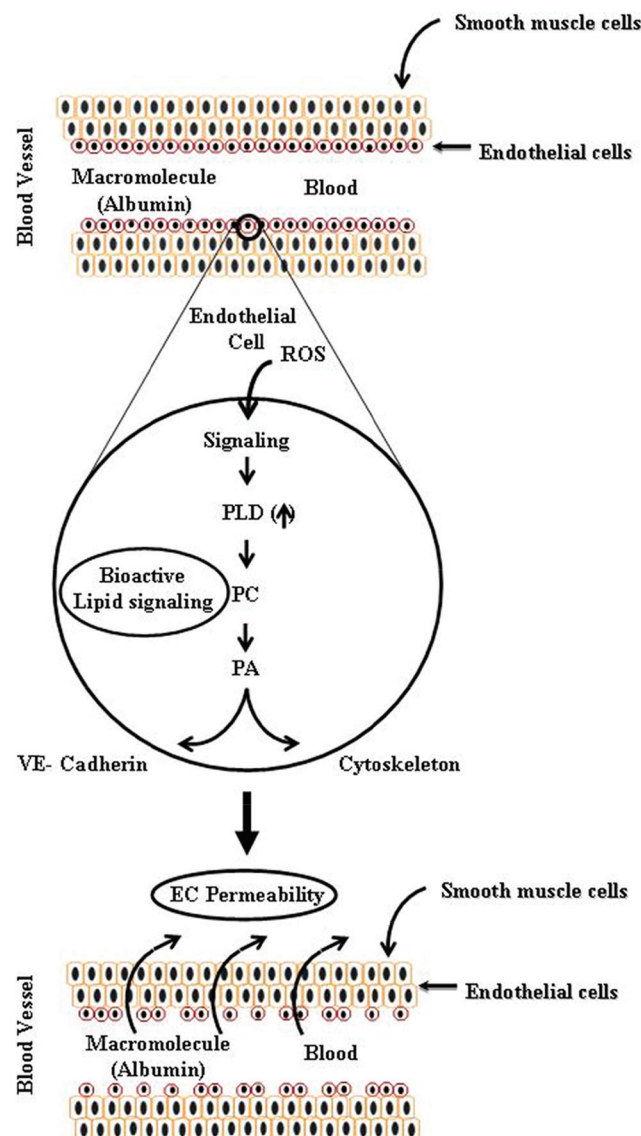 Smooth muscle cells
Blood Vessel
Endothelial cells
Macromolecule
(Albumin)
Blood
Endothelial
Cell
ROS
Signaling
PLD (↑)
Bioactive
Lipid signaling
PC
PA
VE- Cadherin
Cytoskeleton
EC Permeability
Smooth muscle cells
Blood Vessel
Endothelial cells
Macromolecule
(Albumin)
Blood